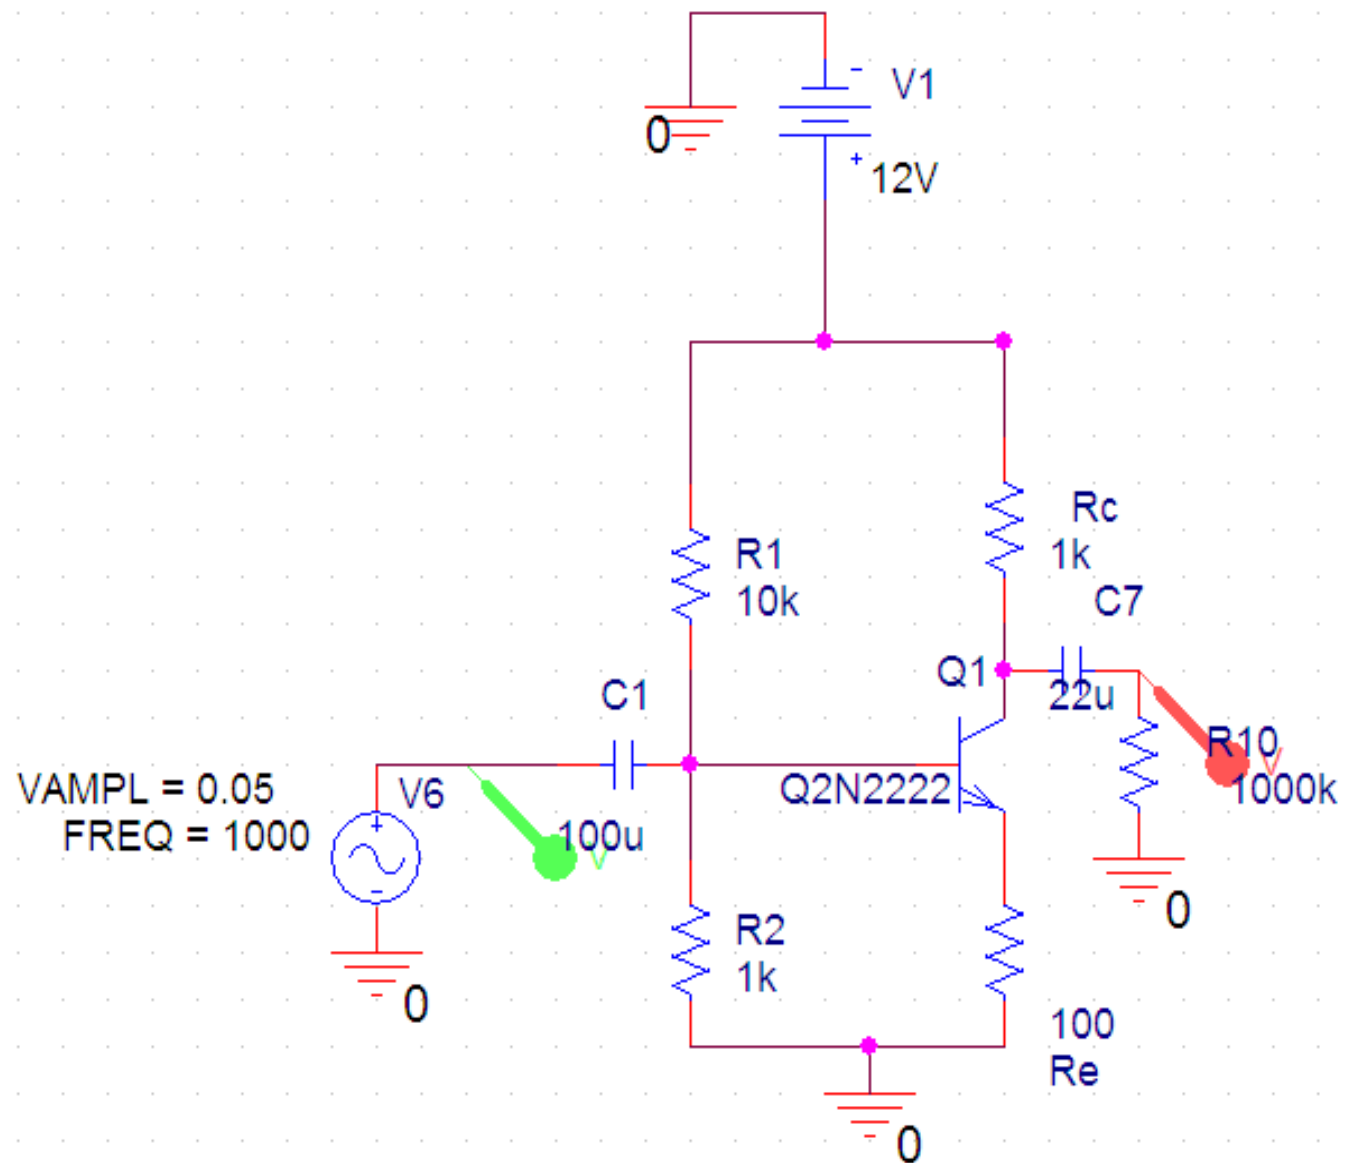 -
V1
0
+
12V
Rc
R1
1k
10k
C7
Q1
C1
22u
R10
V
VAMPL = 0.05
V6
Q2N2222
1000k
FREQ = 1000
+
100u
V
-
0
R2
1k
0
100
Re
0